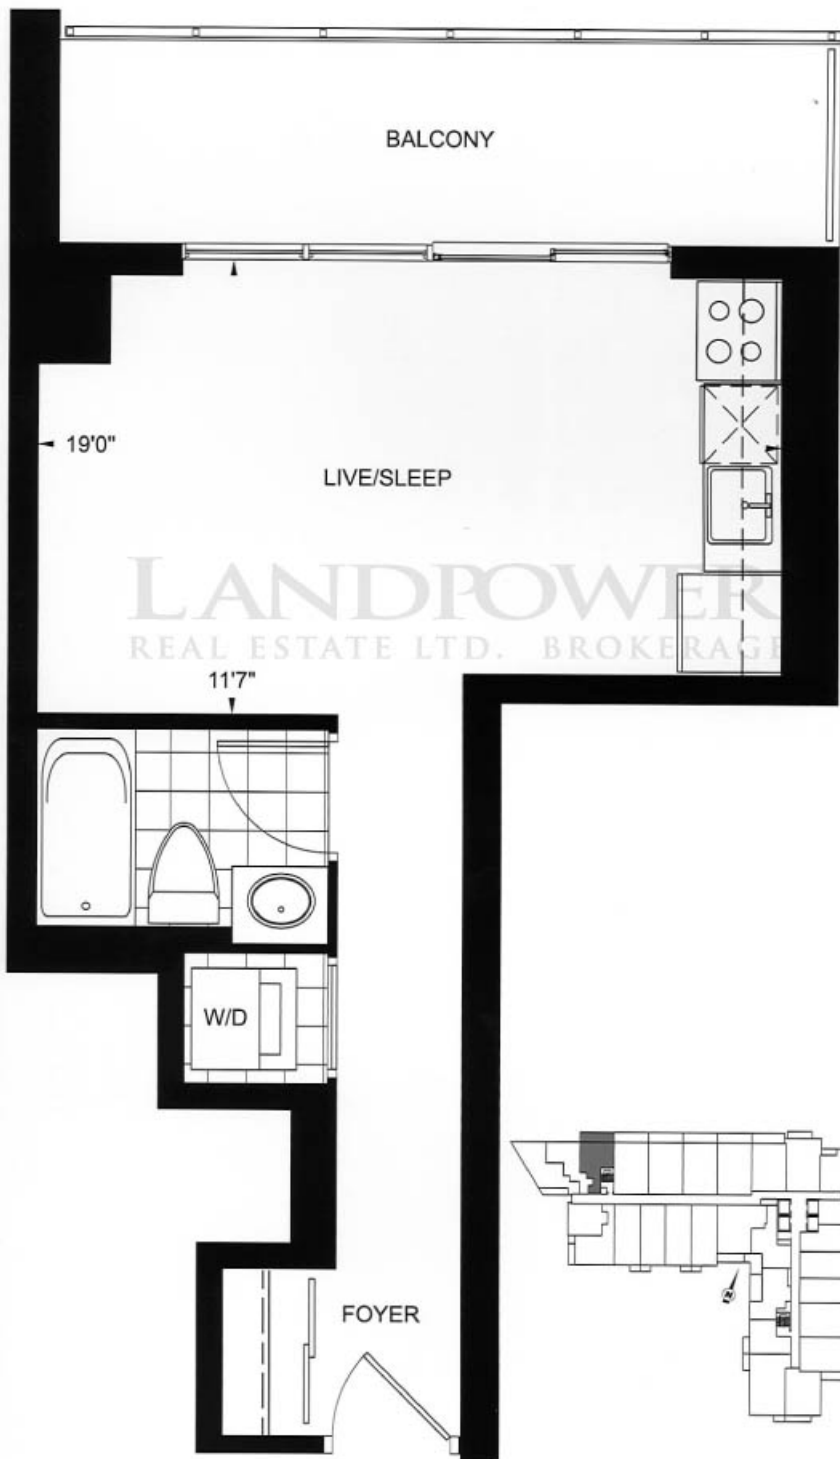 BALCONY
19'0"
LIVE/SLEEP
LANDPOWER
REAL ESTATE LTD. BROKERAGE
11'7"
W/D
FOYER